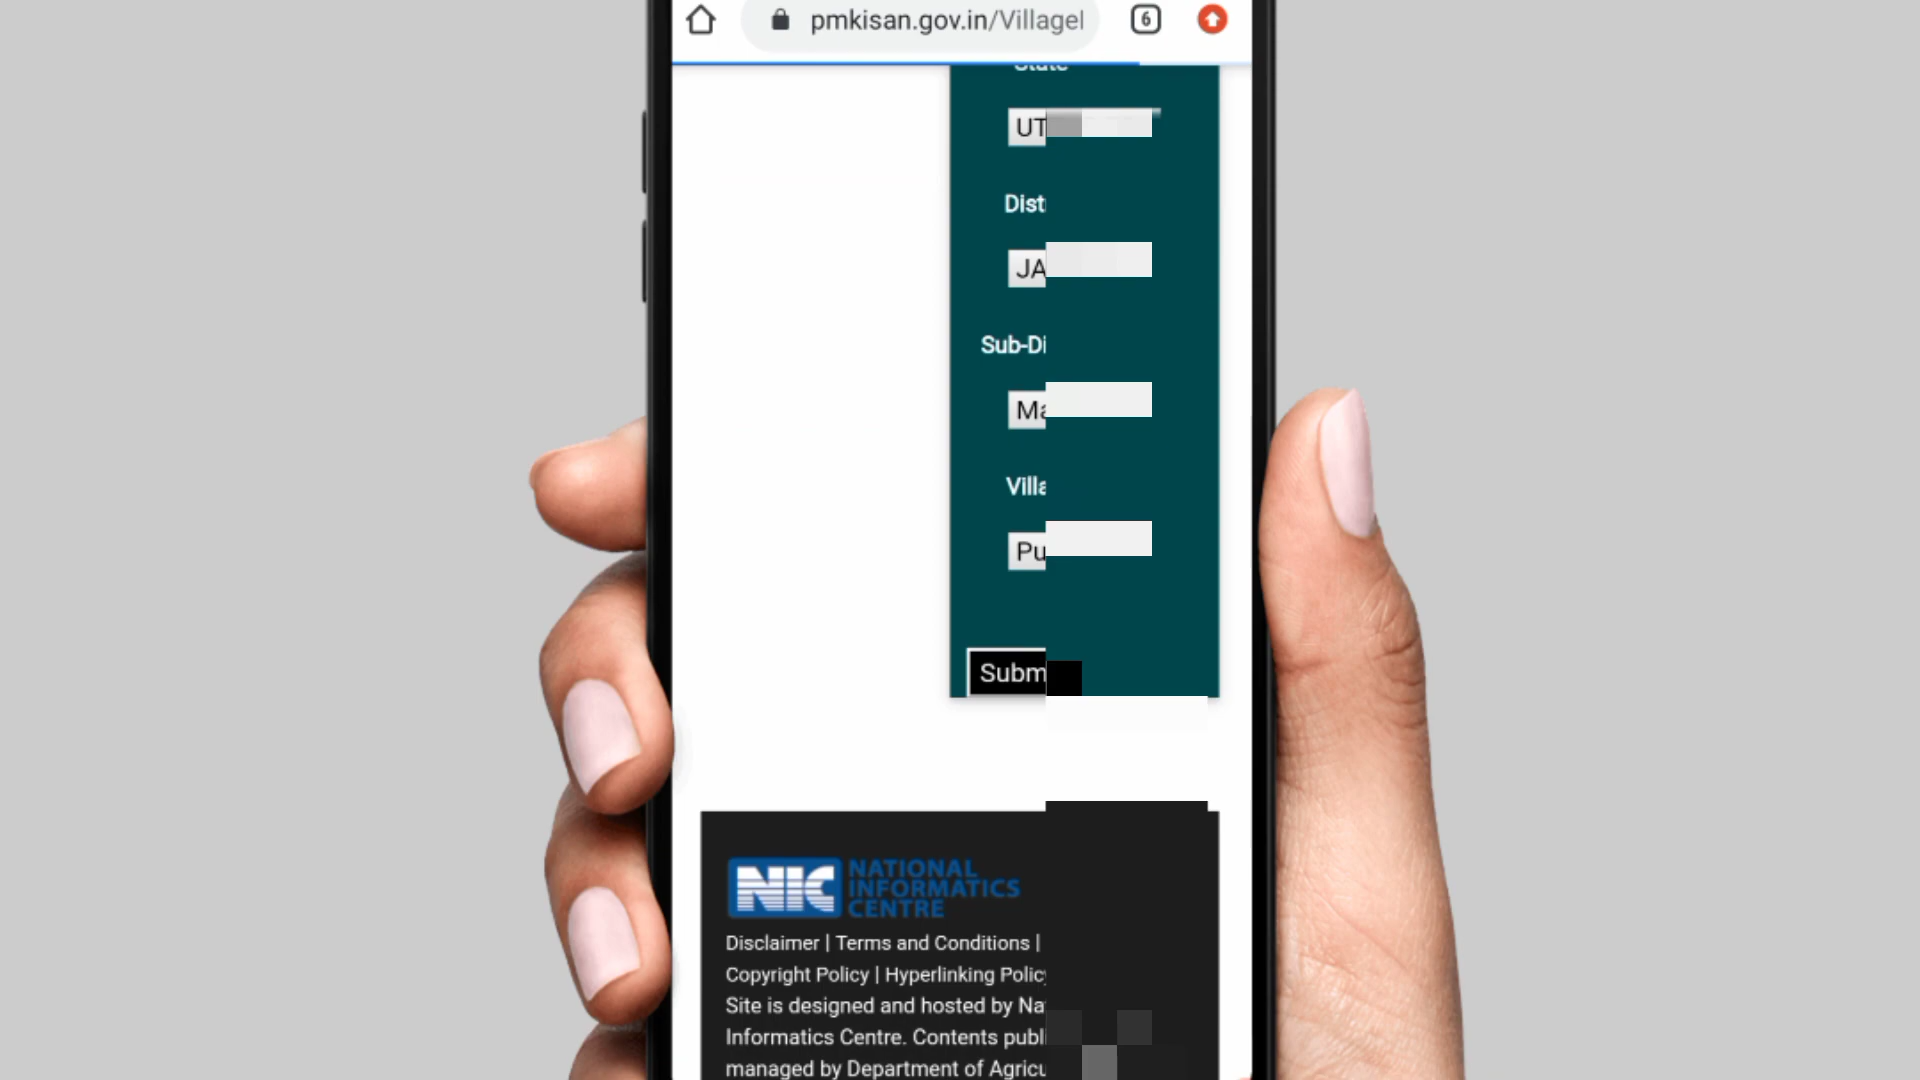 pmkisan.gov.in/Villagel
6
State
UT
Dist
JA
Sub-Di
Ma
Villa
Pu
Subm
NIC NATIONAL
INFORMATICS
CENTRE
Disclaimer | Terms and Conditions |
Copyright Policy | Hyperlinking Policy
Site is designed and hosted by Na
Informatics Centre. Contents publi
managed by Department of Agricu